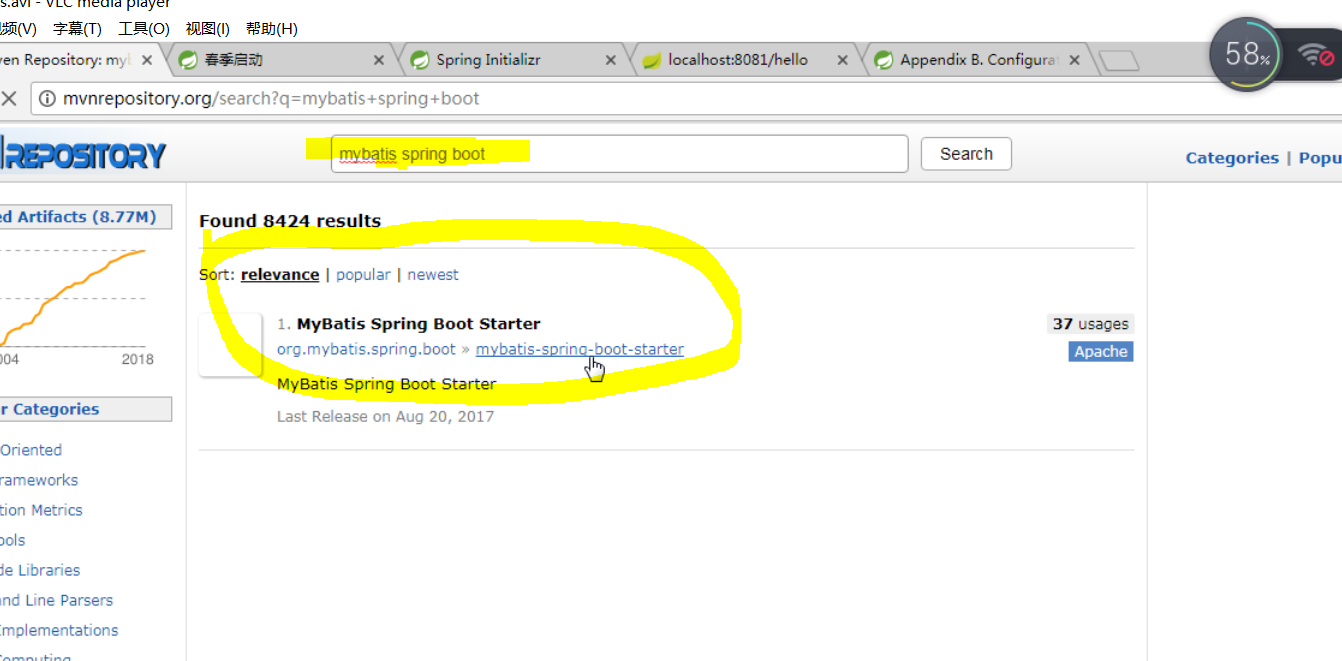 s.avi - VLC media player
频(V) 字幕(T) 工具(O) 视图(I) 帮助(H)
ven Repository: myb
春季启动
Spring Initializr
localhost:8081/hello
Appendix B. Configurat
58%
mvnrepository.org/search?q=mybatis+spring+boot
REPOSITORY
mybatis spring boot
Search
Categories | Popu
ed Artifacts (8.77M)
Found 8424 results
Sort: relevance | popular | newest
1. MyBatis Spring Boot Starter
37 usages
org.mybatis.spring.boot » mybatis-spring-boot-starter
Apache
MyBatis Spring Boot Starter
Last Release on Aug 20, 2017
004
2018
r Categories
Oriented
rameworks
tion Metrics
ools
de Libraries
and Line Parsers
Implementations
Computing